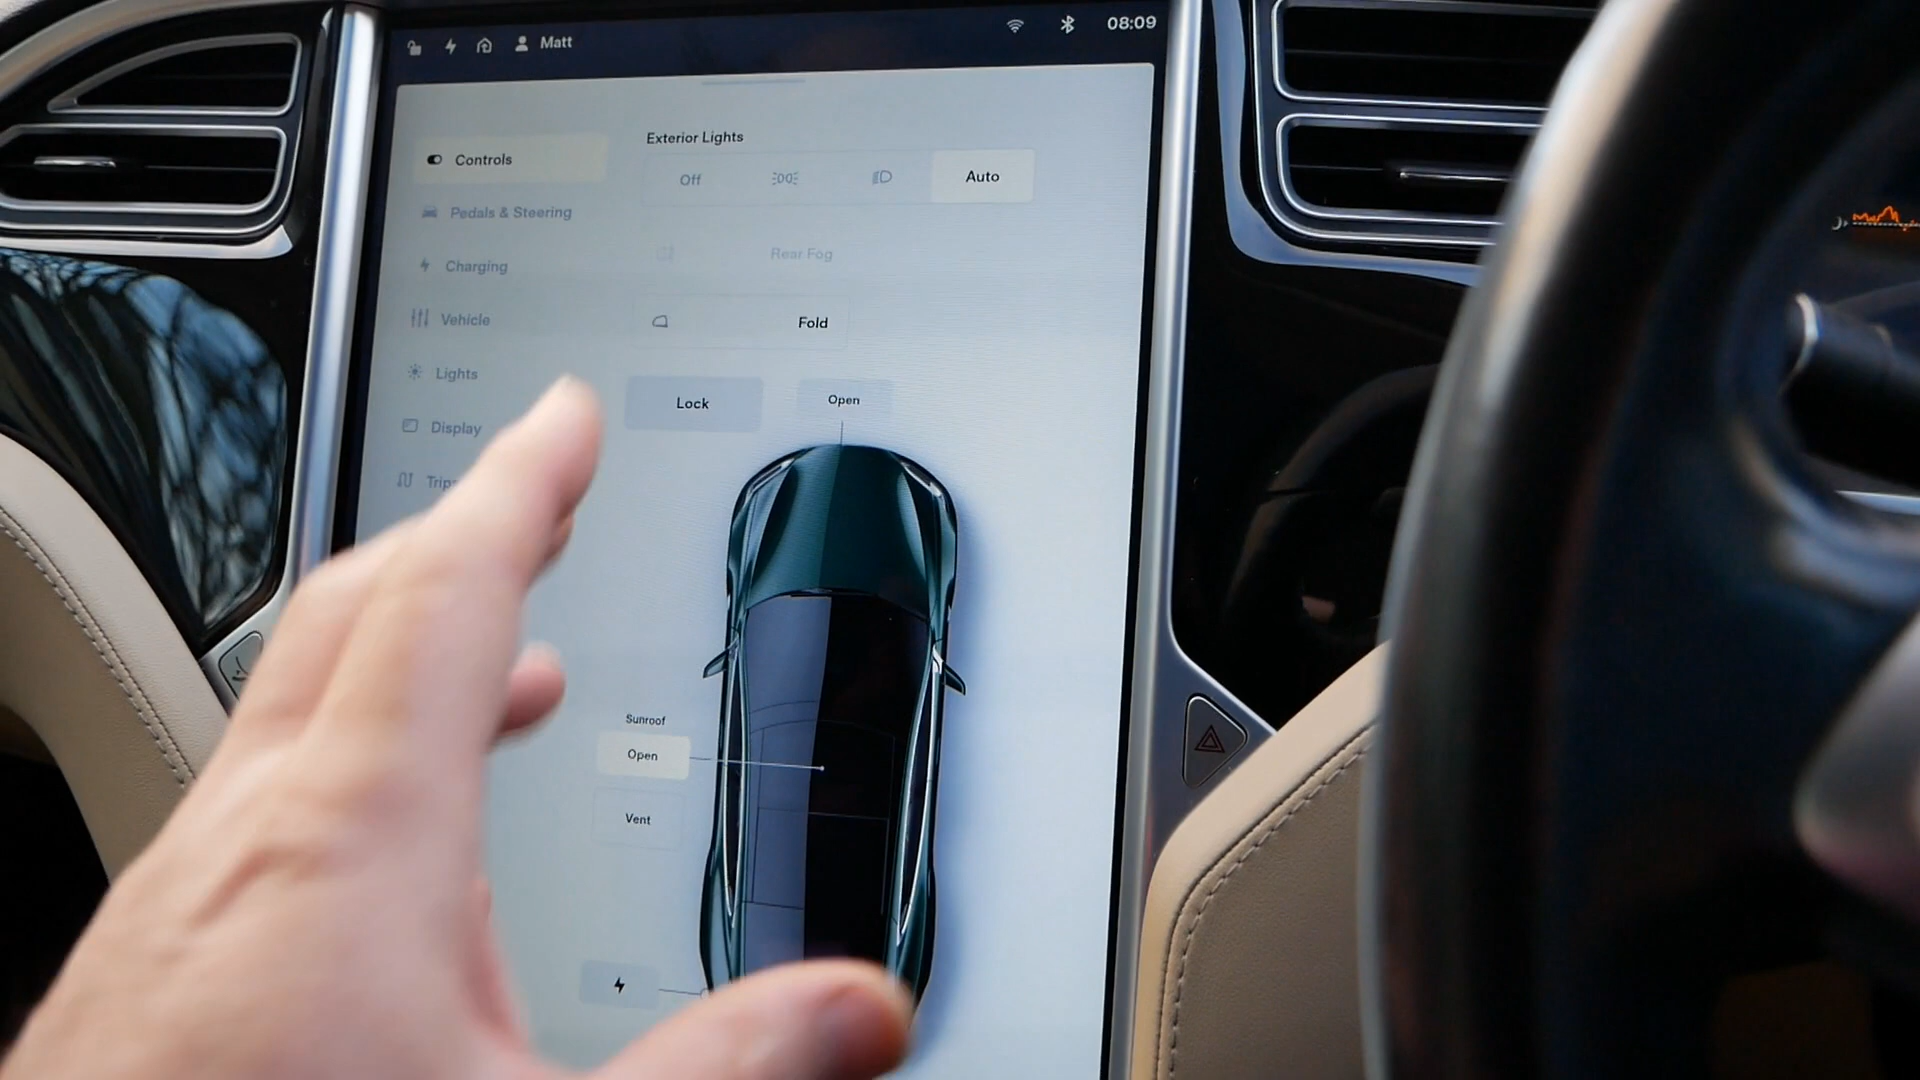 Matt
08:09
Controls
Pedals & Steering
Charging
Vehicle
Lights
Display
Trips
Exterior Lights
Off
Auto
Rear Fog
Fold
Lock
Open
Sunroof
Open
Vent